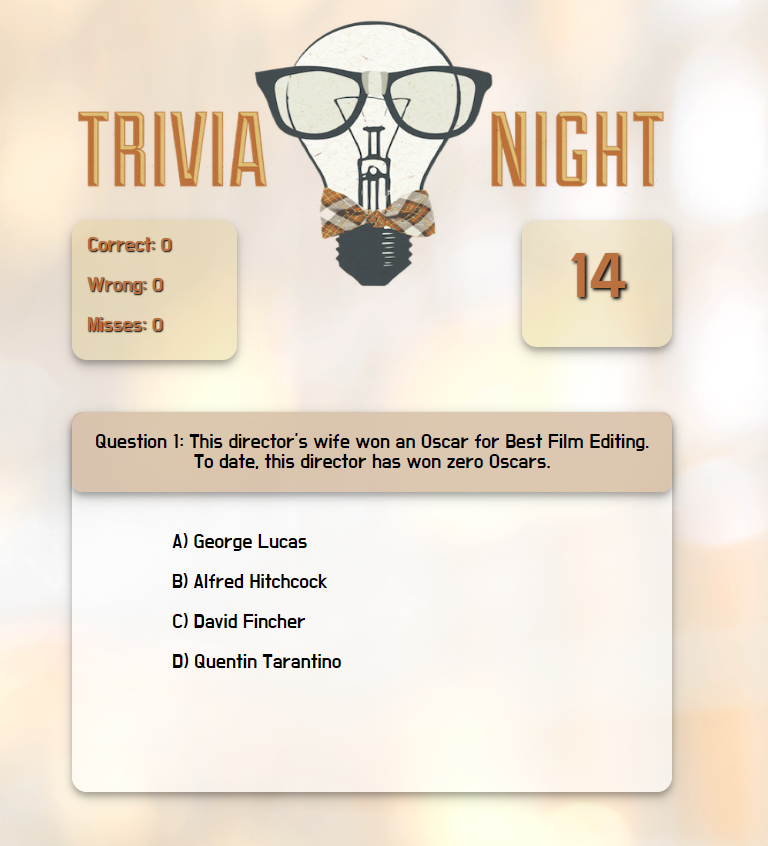 TRIVIA NIGHT
Correct: 0
Wrong: 0
Misses: 0
14
Question 1: This director's wife won an Oscar for Best Film Editing.
To date, this director has won zero Oscars.
A) George Lucas
B) Alfred Hitchcock
C) David Fincher
D) Quentin Tarantino